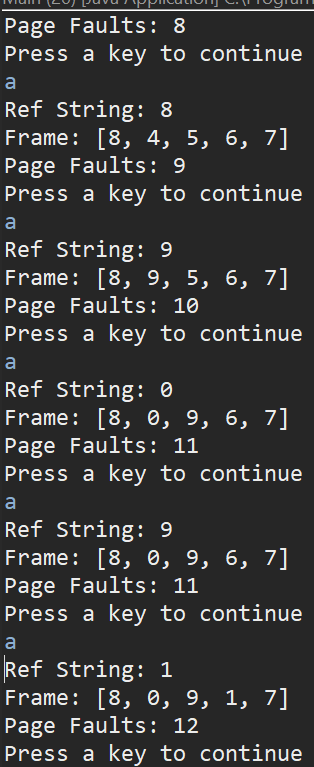 Main (20) [Java Application] C:\Program
Page Faults: 8
Press a key to continue
a
Ref String: 8
Frame: [8, 4, 5, 6, 7]
Page Faults: 9
Press a key to continue
a
Ref String: 9
Frame: [8, 9, 5, 6, 7]
Page Faults: 10
Press a key to continue
a
Ref String: 0
Frame: [8, 0, 9, 6, 7]
Page Faults: 11
Press a key to continue
a
Ref String: 9
Frame: [8, 0, 9, 6, 7]
Page Faults: 11
Press a key to continue
a
Ref String: 1
Frame: [8, 0, 9, 1, 7]
Page Faults: 12
Press a key to continue